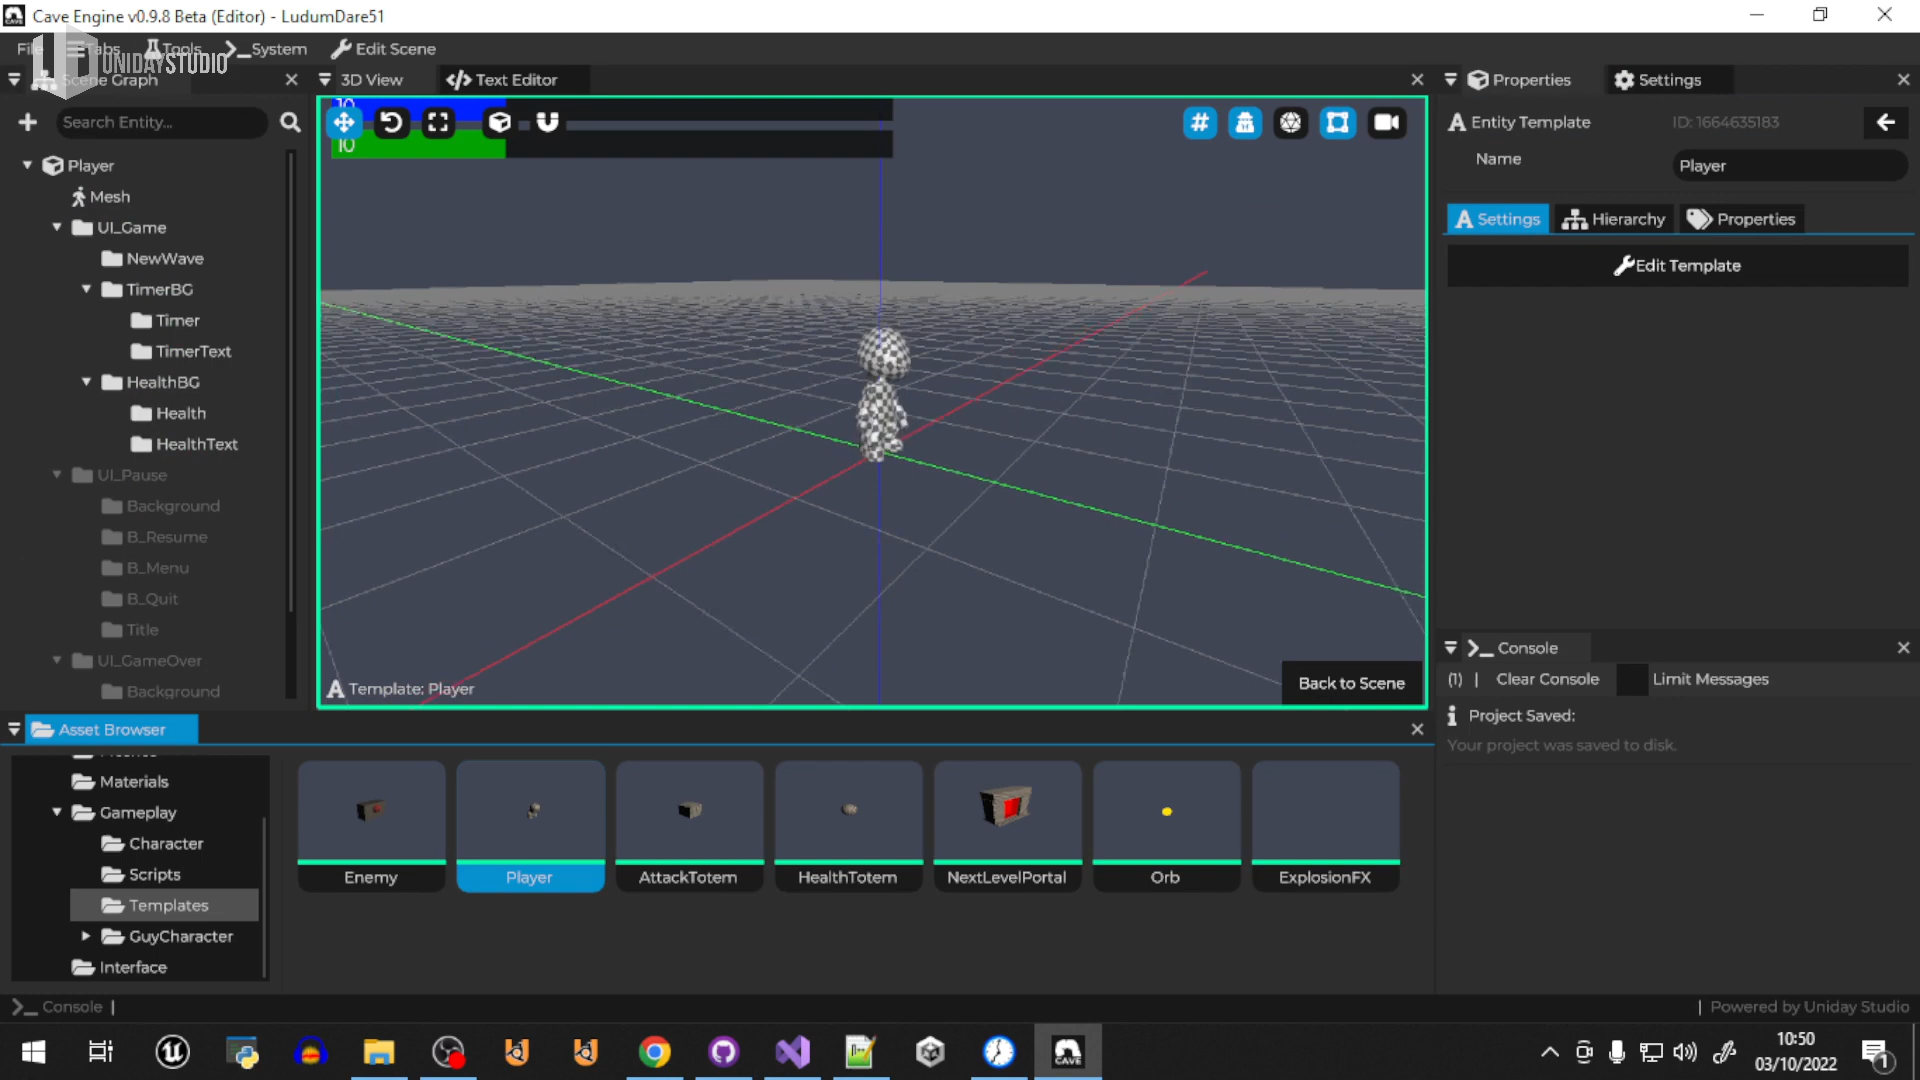 Cave Engine v0.9.8 Beta (Editor) - LudumDare51
File
Tabs
Tools
System
Edit Scene
UNIDAYSTUDIO
Scene Graph
3D View
Text Editor
Properties
Settings
Search Entity...
Player
Mesh
UI_Game
NewWave
TimerBG
Timer
TimerText
HealthBG
Health
HealthText
UI_Pause
Background
B_Resume
B_Menu
B_Quit
Title
UI_GameOver
Background
10
10
Template: Player
Back to Scene
Entity Template
ID: 1664635183
Name
Player
Settings
Hierarchy
Properties
Edit Template
Console
(1) | Clear Console
Limit Messages
Project Saved:
Your project was saved to disk.
Asset Browser
Materials
Gameplay
Character
Scripts
Templates
GuyCharacter
Interface
Enemy
Player
AttackTotem
HealthTotem
NextLevelPortal
Orb
ExplosionFX
Console |
| Powered by Uniday Studio
CAVE
10:50
03/10/2022
1